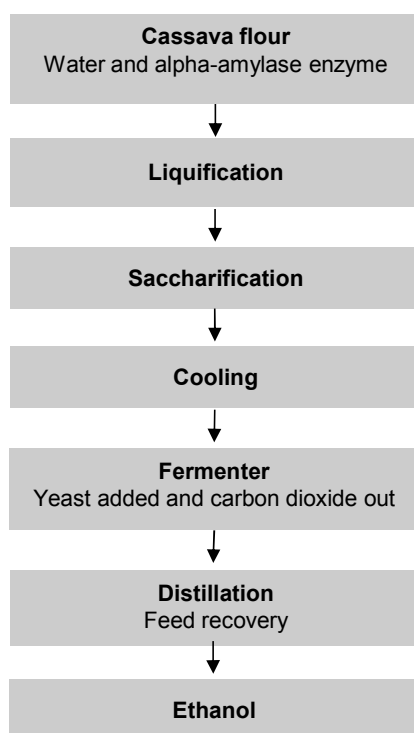 Cassava flour
Water and alpha-amylase enzyme
Liquification
Saccharification
Cooling
Fermenter
Yeast added and carbon dioxide out
Distillation
Feed recovery
Ethanol